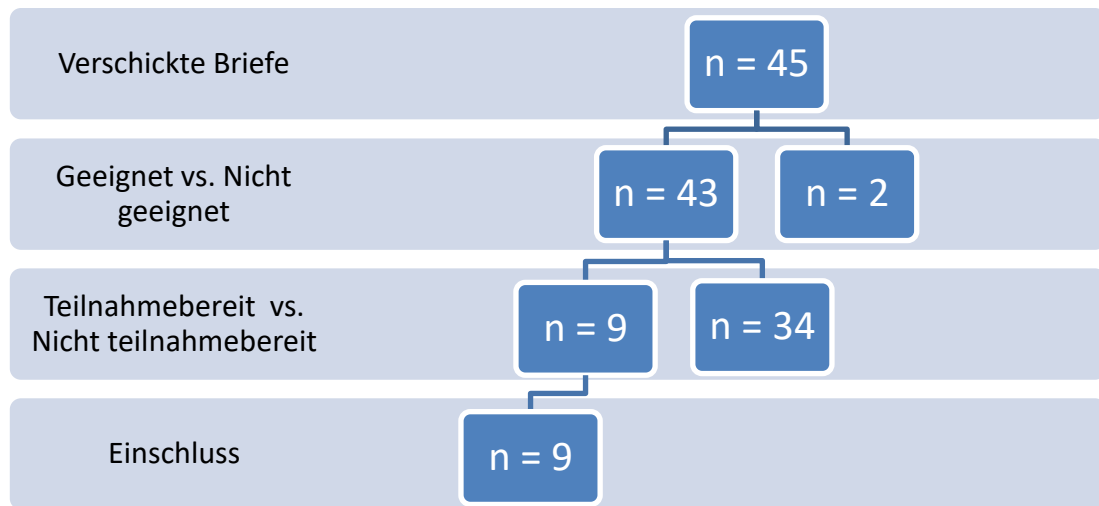 Verschickte Briefe
n = 45
Geeignet vs. Nicht
geeignet
n = 43
n = 2
Teilnahmebereit vs.
Nicht teilnahmebereit
n = 9
n = 34
Einschluss
n = 9